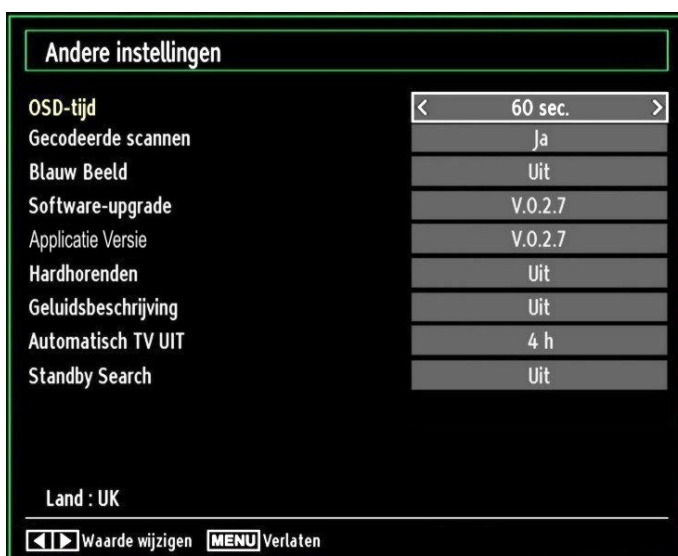 Andere instellingen
OSD-tijd < 60 sec. >
Gecodeerde scannen Ja
Blauw Beeld Uit
Software-upgrade V.0.2.7
Applicatie Versie V.0.2.7
Hardhorenden Uit
Geluidsbeschrijving Uit
Automatisch TV UIT 4 h
Standby Search Uit
Land : UK
Waarde wijzigen MENU Verlaten